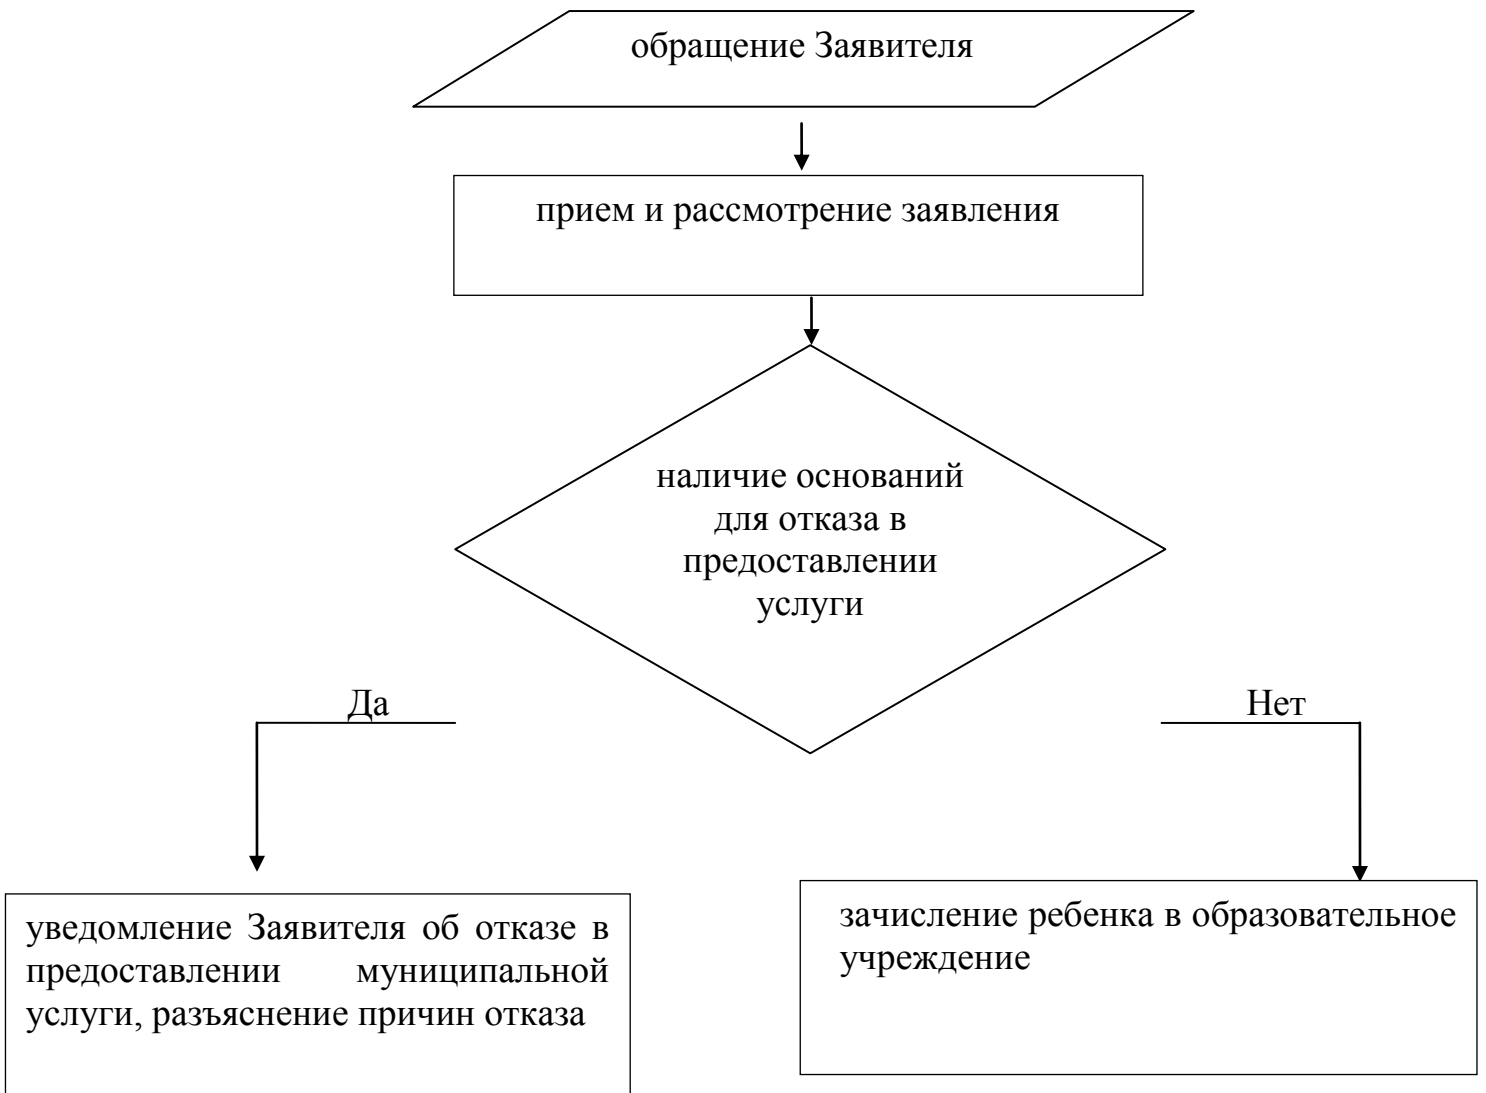 обращение Заявителя
прием и рассмотрение заявления
наличие оснований
для отказа в
предоставлении
услуги
Да
Нет
уведомление Заявителя об отказе в
предоставлении муниципальной
услуги, разъяснение причин отказа
зачисление ребенка в образовательное
учреждение